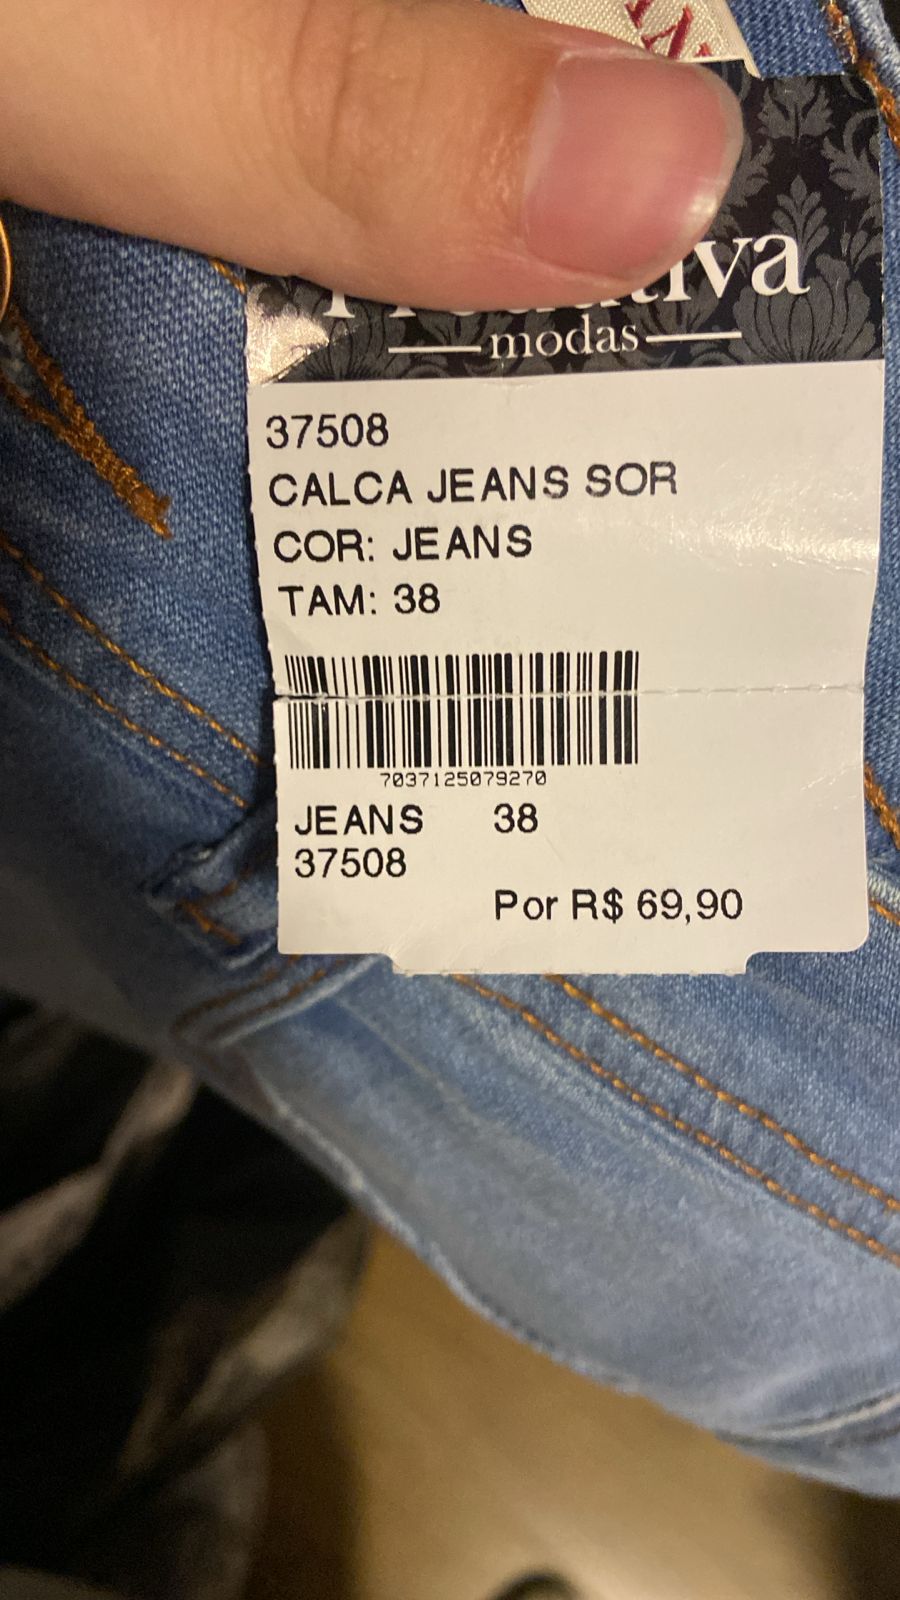 modas
37508
CALCA JEANS SOR
COR: JEANS
TAM: 38
7037125079270
JEANS 38
37508
Por R$ 69,90